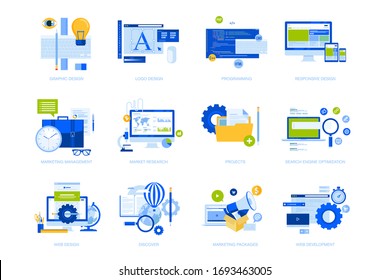 GRAPHIC DESIGN
LOGO DESIGN
PROGRAMMING
RESPONSIVE DESIGN
A
MARKETING MANAGEMENT
MARKET RESEARCH
PROJECTS
SEARCH ENGINE OPTIMIZATION
WEB DESIGN
DISCOVER
MARKETING PACKAGES
WEB DEVELOPMENT
$
shutterstock.com · 1693463005